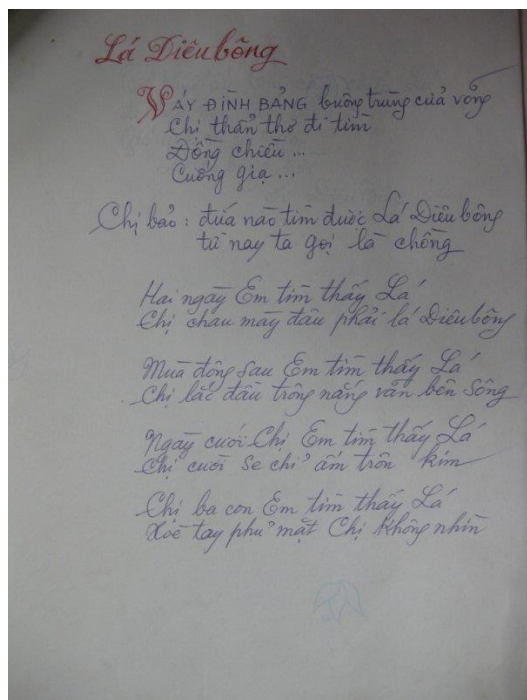 Lá Diêu bông
VÁY ĐÌNH BẢNG buông trùng cửa võng
Chị thẩn thơ đi tìm
Đồng chiều ...
Cuống rạ ...
Chị bảo : đứa nào tìm được Lá Diêu bông
từ nay ta gọi là chồng
Hai ngày Em tìm thấy Lá
Chị chau mày đâu phải lá Diêu bông
Mùa đông sau Em tìm thấy Lá
Chị lắc đầu trông nắng vãn bên sông
Ngày cưới Chị Em tìm thấy Lá
Chị cười se chỉ ấm trôn kim
Chị ba con Em tìm thấy Lá
Xòe tay phủ mặt Chị không nhìn